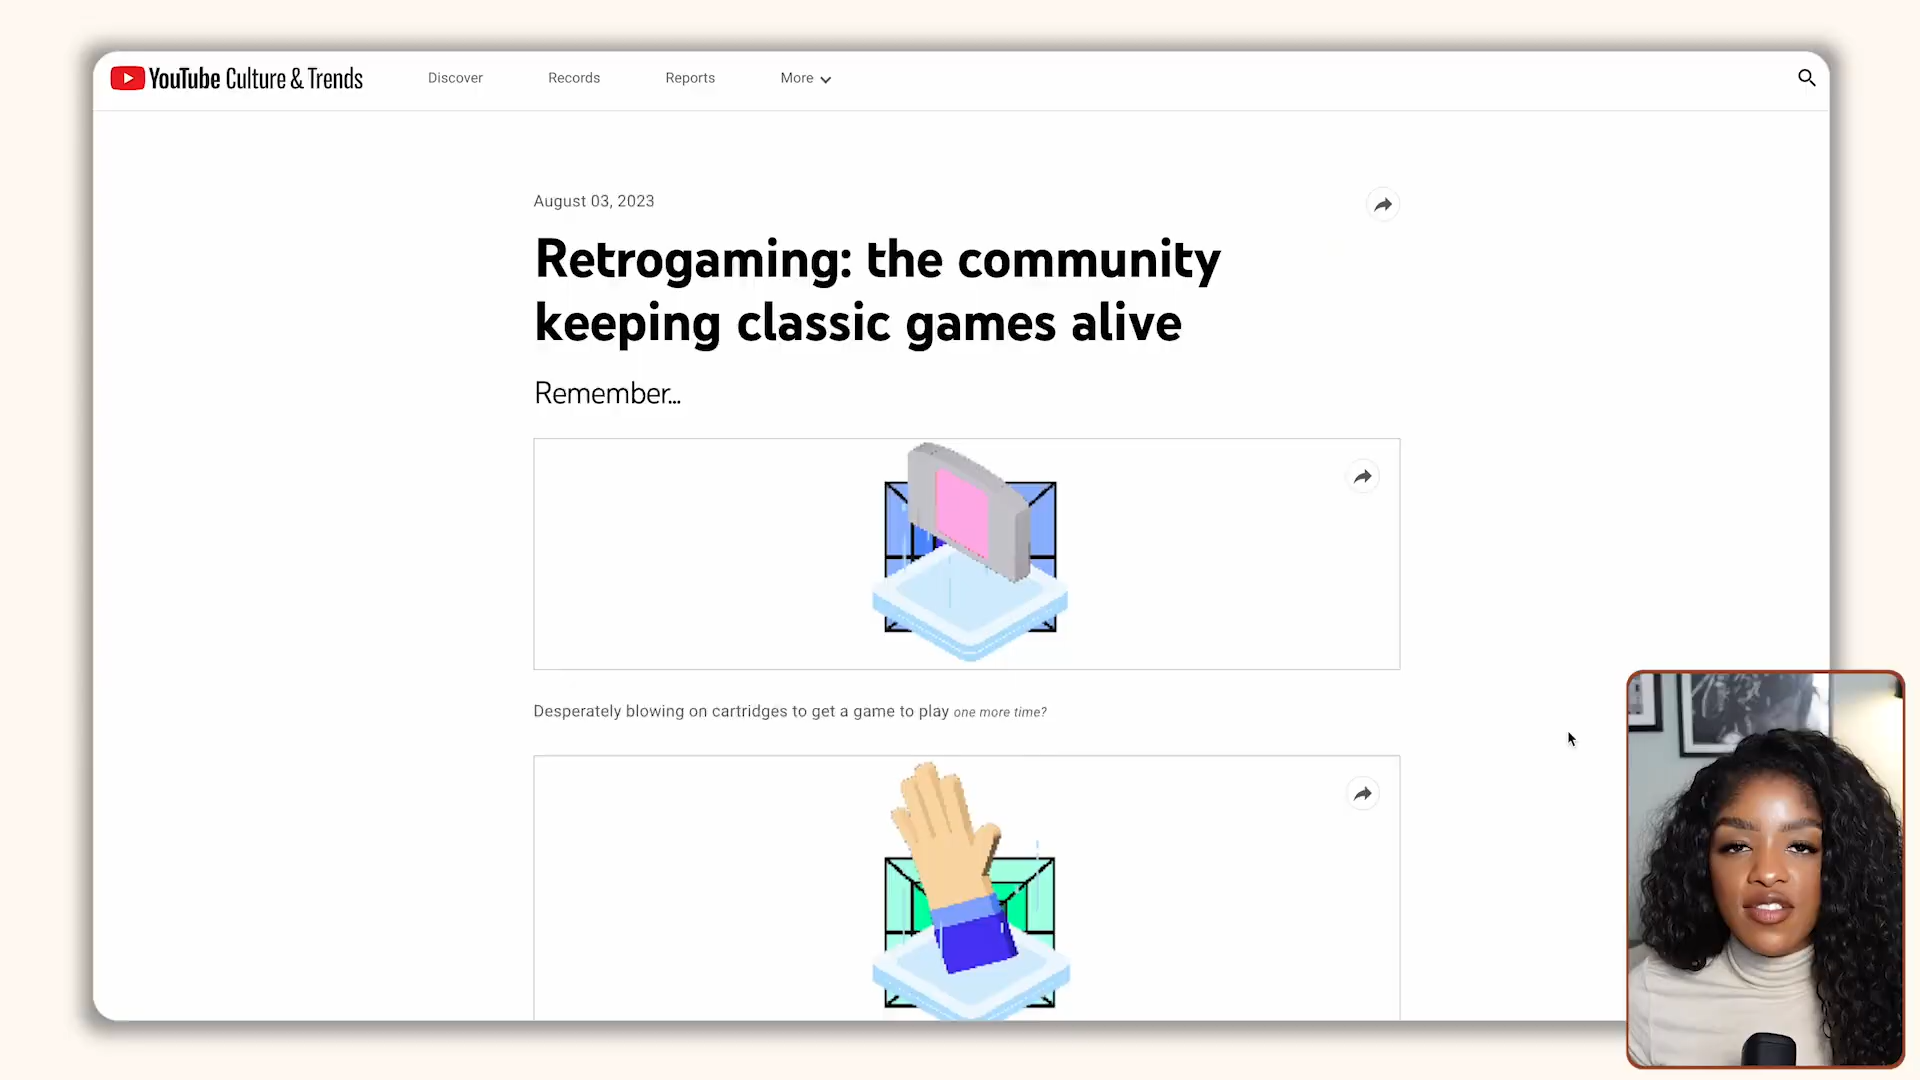 YouTube Culture & Trends
Discover
Records
Reports
More
August 03, 2023
Retrogaming: the community
keeping classic games alive
Remember...
Desperately blowing on cartridges to get a game to play one more time?